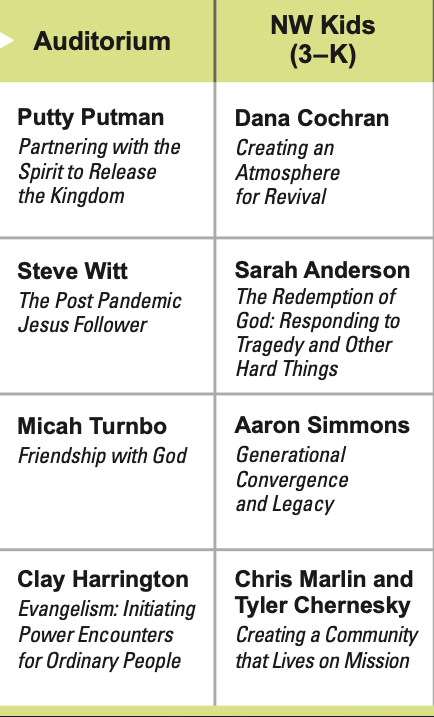 Auditorium
NW Kids
(3–K)
Putty Putman
Partnering with the
Spirit to Release
the Kingdom
Dana Cochran
Creating an
Atmosphere
for Revival
Steve Witt
The Post Pandemic
Jesus Follower
Sarah Anderson
The Redemption of
God: Responding to
Tragedy and Other
Hard Things
Micah Turnbo
Friendship with God
Aaron Simmons
Generational
Convergence
and Legacy
Clay Harrington
Evangelism: Initiating
Power Encounters
for Ordinary People
Chris Marlin and
Tyler Chernesky
Creating a Community
that Lives on Mission